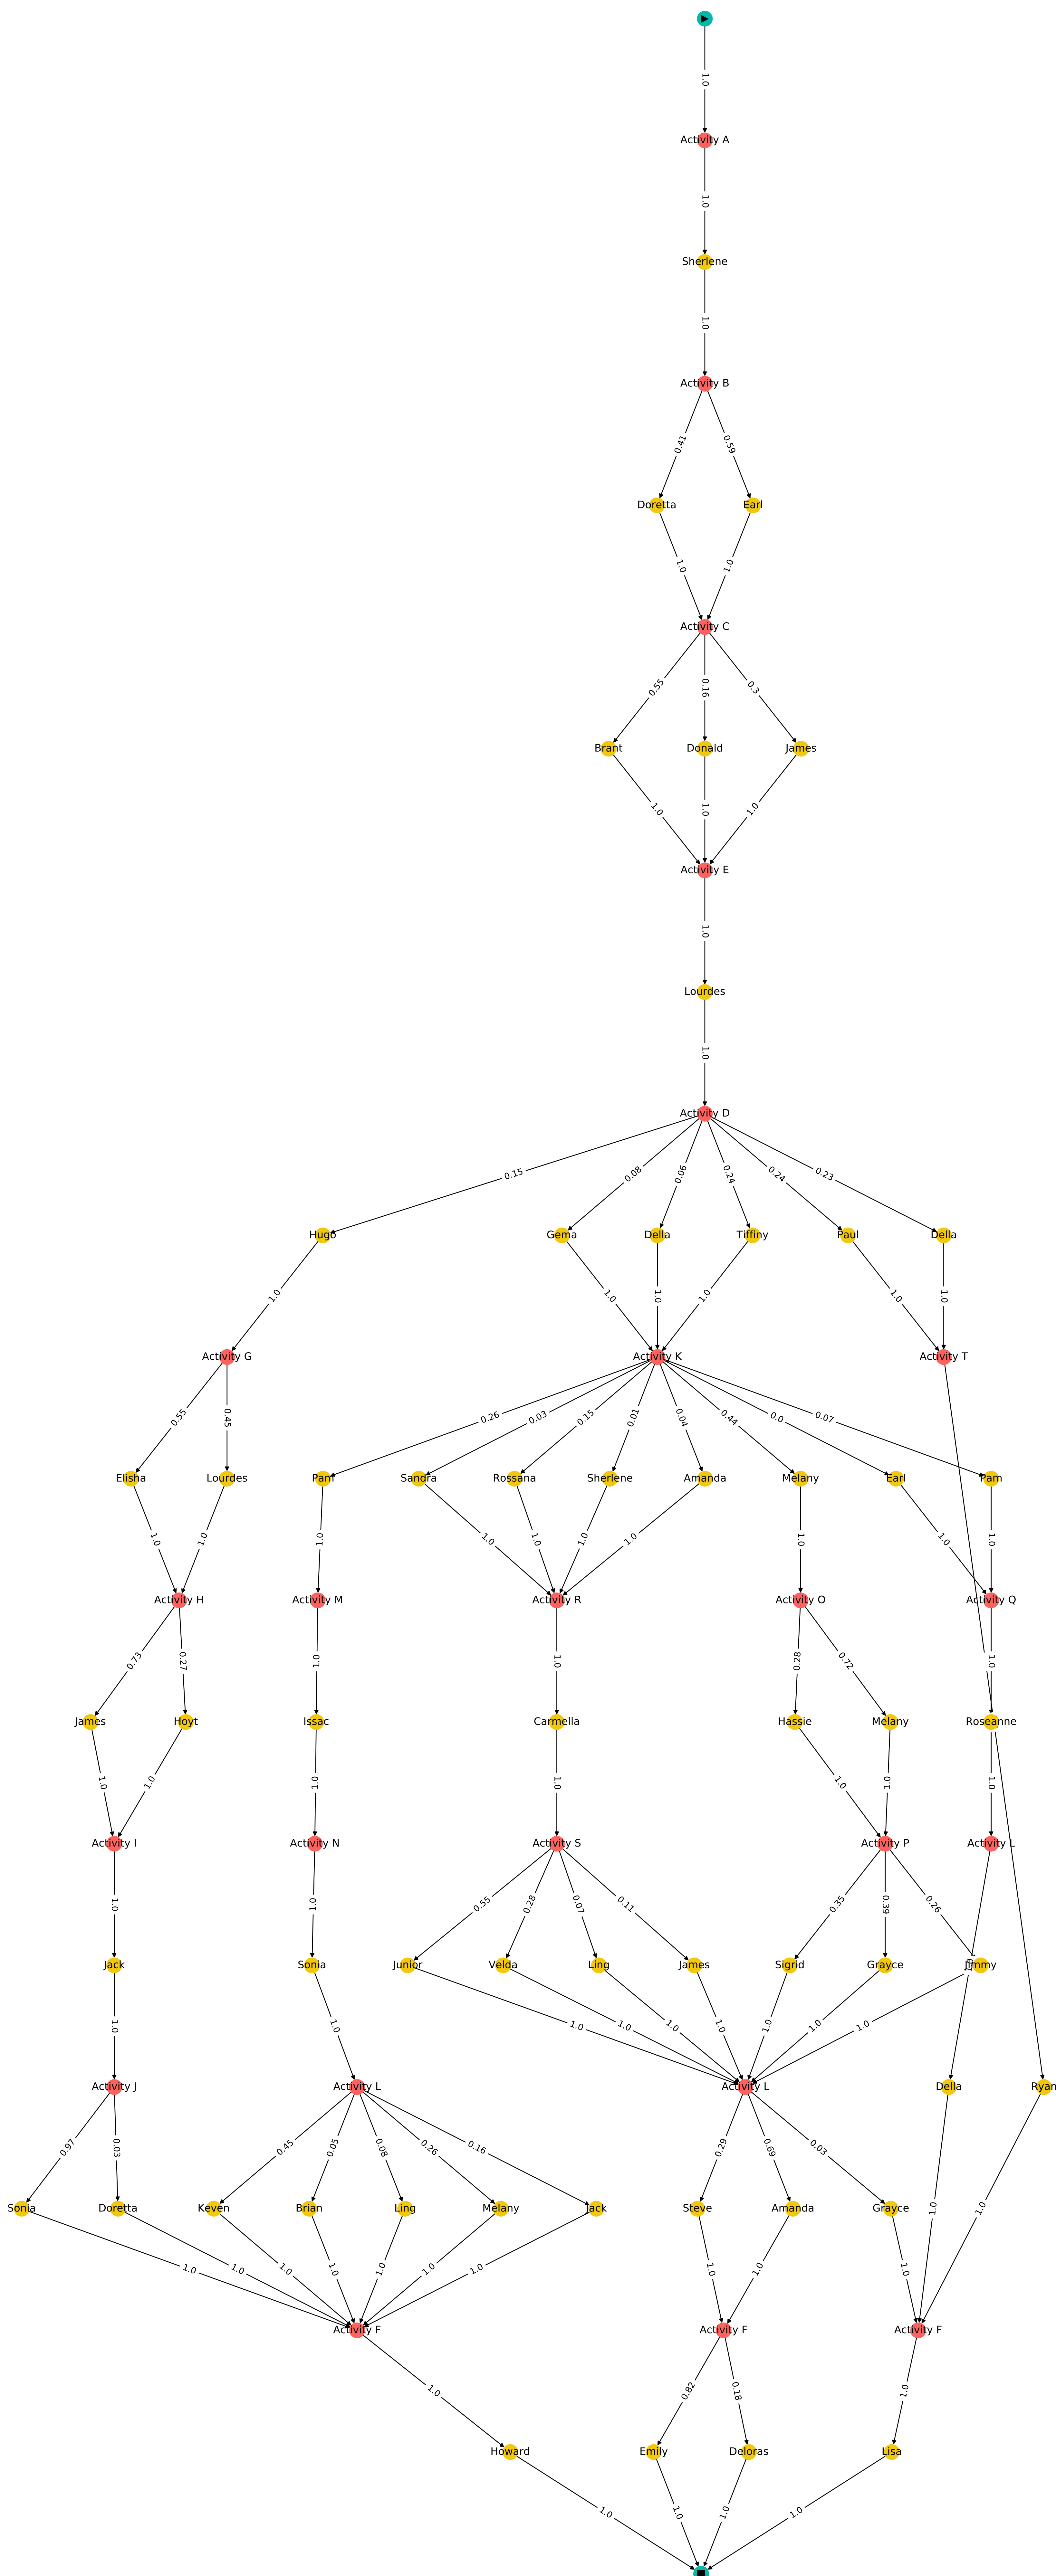 1.0
Activity A
1.0
Sherlene
1.0
Activity B
0.41
0.59
Doretta
Earl
1.0
1.0
Activity C
0.55
0.16
0.3
Brant
Donald
James
1.0
1.0
1.0
Activity E
1.0
Lourdes
1.0
Activity D
0.15
0.08
0.06
0.24
0.24
0.23
Hugo
Gema
Della
Tiffiny
Paul
Della
1.0
1.0
1.0
1.0
1.0
1.0
Activity G
Activity K
Activity T
0.55
0.45
0.26
0.03
0.15
0.01
0.04
0.44
0.0
0.07
Elisha
Lourdes
Pam
Sandra
Rossana
Sherlene
Amanda
Melany
Earl
Pam
1.0
1.0
1.0
1.0
1.0
1.0
1.0
1.0
1.0
1.0
Activity H
Activity M
Activity R
Activity O
Activity Q
0.73
0.27
1.0
1.0
0.28
0.72
1.0
James
Hoyt
Issac
Carmella
Hassie
Melany
Roseanne
1.0
1.0
1.0
1.0
1.0
1.0
1.0
Activity I
Activity N
Activity S
Activity P
Activity L
1.0
1.0
0.55
0.28
0.07
0.11
0.35
0.39
0.26
Jack
Sonia
Junior
Velda
Ling
James
Sigrid
Grayce
Jimmy
1.0
1.0
1.0
1.0
1.0
1.0
1.0
1.0
1.0
Activity J
Activity L
Activity L
Della
Ryan
0.97
0.03
0.45
0.05
0.08
0.26
0.16
0.29
0.69
0.03
Sonia
Doretta
Keven
Brian
Ling
Melany
Jack
Steve
Amanda
Grayce
1.0
1.0
1.0
1.0
1.0
1.0
1.0
1.0
1.0
1.0
1.0
1.0
Activity F
Activity F
Activity F
1.0
0.82
0.18
1.0
Howard
Emily
Deloras
Lisa
1.0
1.0
1.0
1.0